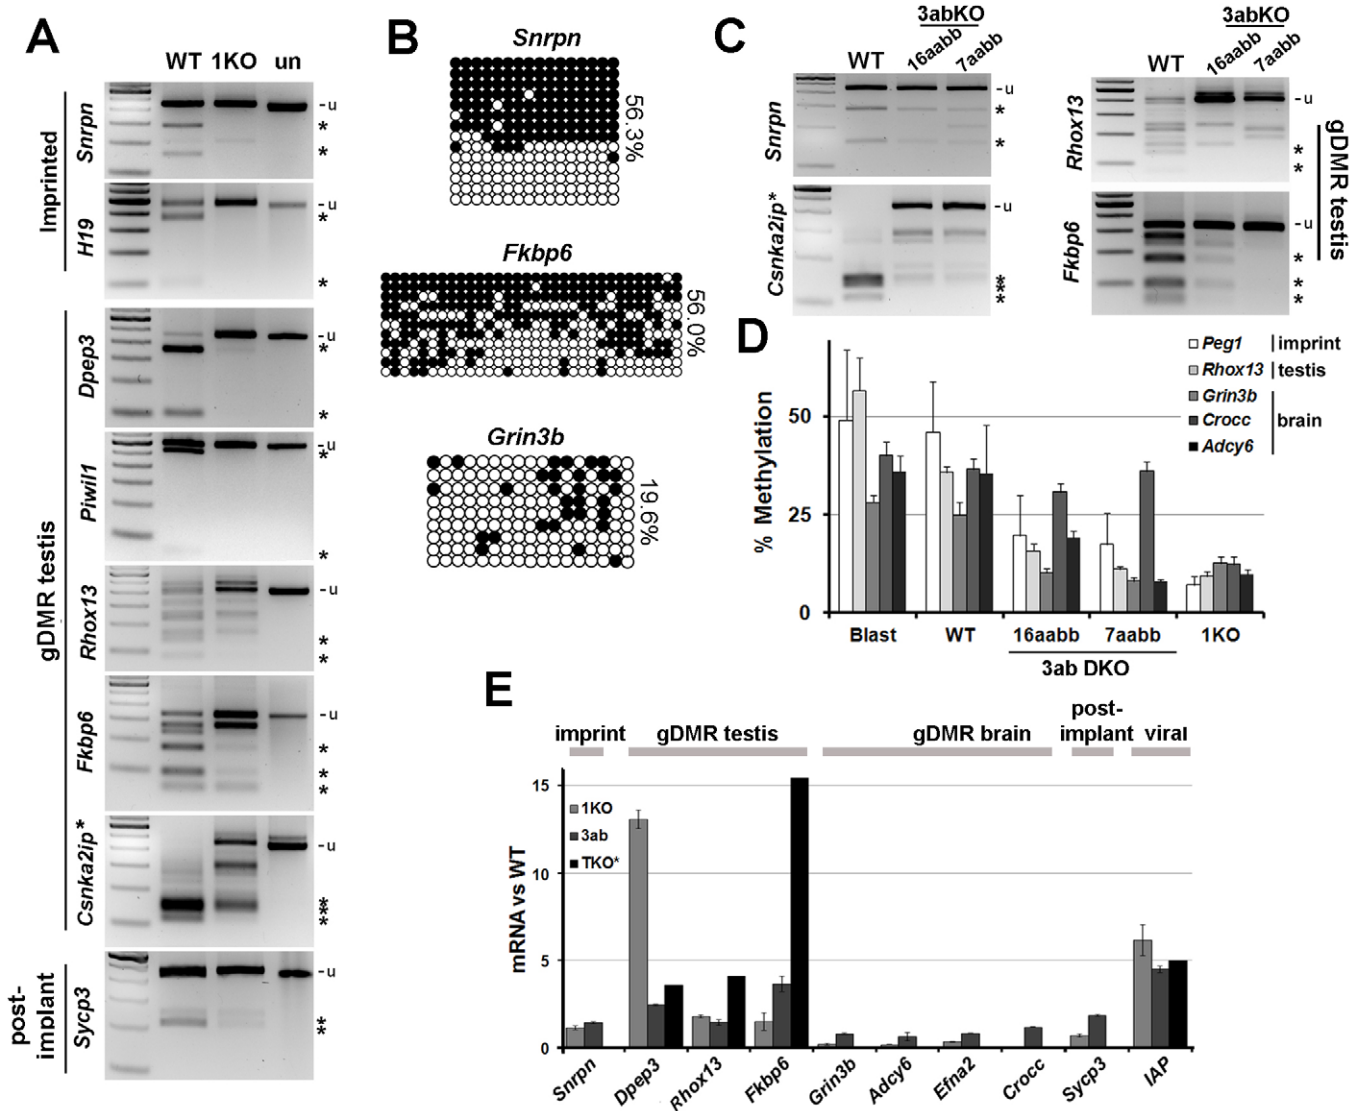 A
WT 1KO un
Imprinted
Snrpn
-u
*
*
H19
-u
*
*
gDMR testis
Dpep3
-u
*
*
Piwil1
-u
*
*
Rhox13
-u
*
*
Fkbp6
-u
*
*
*
Csnka2ip*
-u
*
*
*
post-
implant
Sycp3
-u
*
*
B
Snrpn
56.3%
Fkbp6
56.0%
Grin3b
19.6%
C
3abKO
WT 16aabb 7aabb
Snrpn
-u
*
*
Csnka2ip*
-u
*
*
*
3abKO
WT 16aabb 7aabb
Rhox13
-u
*
*
Fkbp6
-u
*
*
*
gDMR testis
D
% Methylation
50
25
0
Peg1 imprint
Rhox13 testis
Grin3b
Crocc brain
Adcy6
Blast WT 16aabb 7aabb 1KO
3ab DKO
E
imprint gDMR testis gDMR brain post-
implant viral
mRNA vs WT
15
10
5
0
1KO
3ab
TKO*
Snrpn Dpep3 Rhox13 Fkbp6 Grin3b Adcy6 Efna2 Crocc Sycp3 IAP